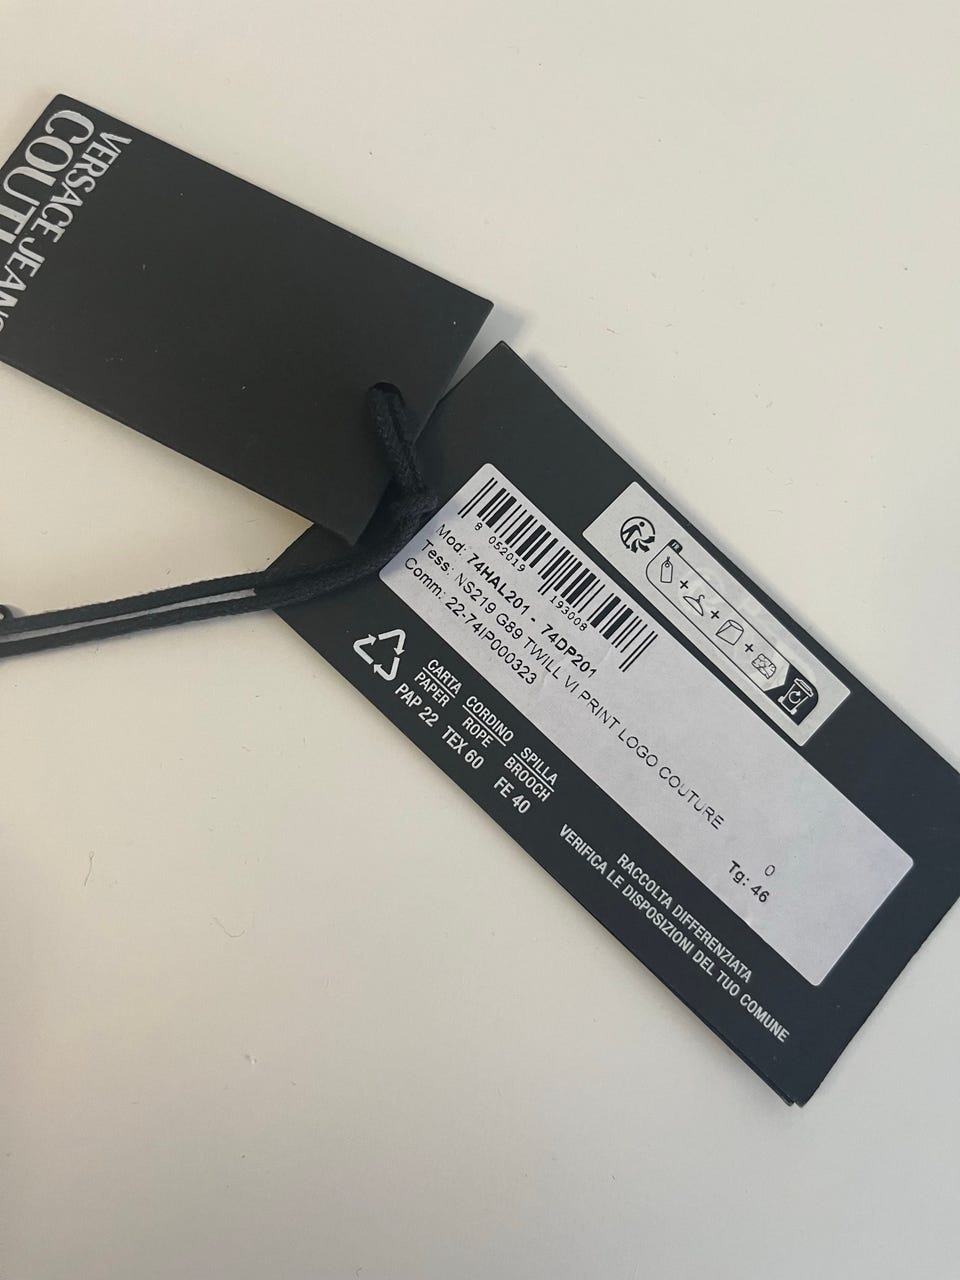 VERSACE JEANS
COUTU
8 052019 193008
Mod: 74HAL201 - 74DP201
Tess: NS219 G89 TWILL VI PRINT LOGO COUTURE
Comm: 22-74IP000323
0
Tg: 46
FR
CARTA
PAPER
PAP 22
CORDINO
ROPE
TEX 60
SPILLA
BROOCH
FE 40
RACCOLTA DIFFERENZIATA
VERIFICA LE DISPOSIZIONI DEL TUO COMUNE